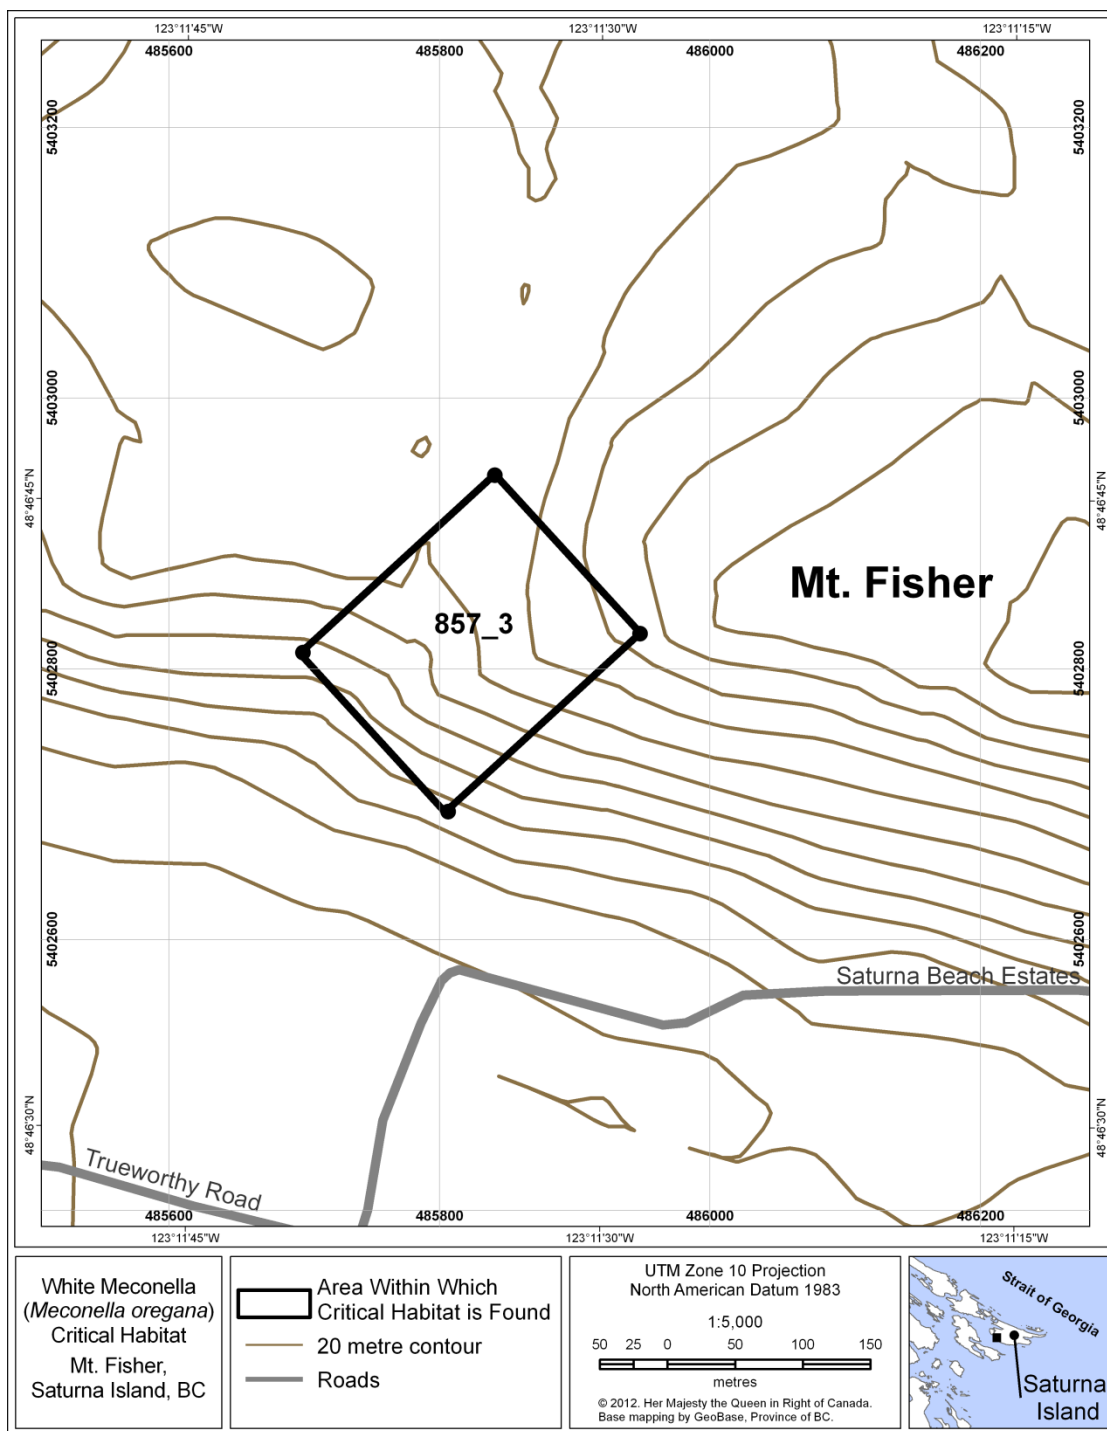 123°11'45"W 123°11'30"W 123°11'15"W
485600 485800 486000 486200
5403200 5403200
5403000 5403000
48°46'45"N 48°46'45"N
Mt. Fisher
857_3
5402800 5402800
5402600 5402600
Saturna Beach Estates
48°46'30"N 48°46'30"N
Trueworthy Road
485600 485800 486000 486200
123°11'45"W 123°11'30"W 123°11'15"W
White Meconella
(Meconella oregana)
Critical Habitat
Mt. Fisher,
Saturna Island, BC
Area Within Which
Critical Habitat is Found
20 metre contour
Roads
UTM Zone 10 Projection
North American Datum 1983
1:5,000
50 25 0 50 100 150
metres
© 2012. Her Majesty the Queen in Right of Canada.
Base mapping by GeoBase, Province of BC.
Strait of Georgia
Saturna
Island